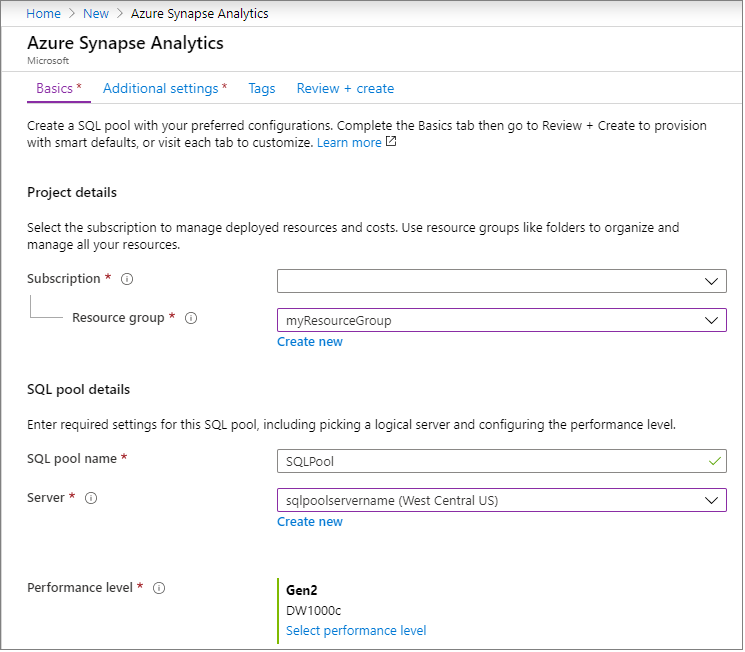 Home > New > Azure Synapse Analytics
Azure Synapse Analytics
Microsoft
Basics * Additional settings * Tags Review + create
Create a SQL pool with your preferred configurations. Complete the Basics tab then go to Review + Create to provision
with smart defaults, or visit each tab to customize. Learn more
Project details
Select the subscription to manage deployed resources and costs. Use resource groups like folders to organize and
manage all your resources.
Subscription *
Resource group * myResourceGroup
Create new
SQL pool details
Enter required settings for this SQL pool, including picking a logical server and configuring the performance level.
SQL pool name * SQLPool
Server * sqlpoolservername (West Central US)
Create new
Performance level * Gen2
DW1000c
Select performance level